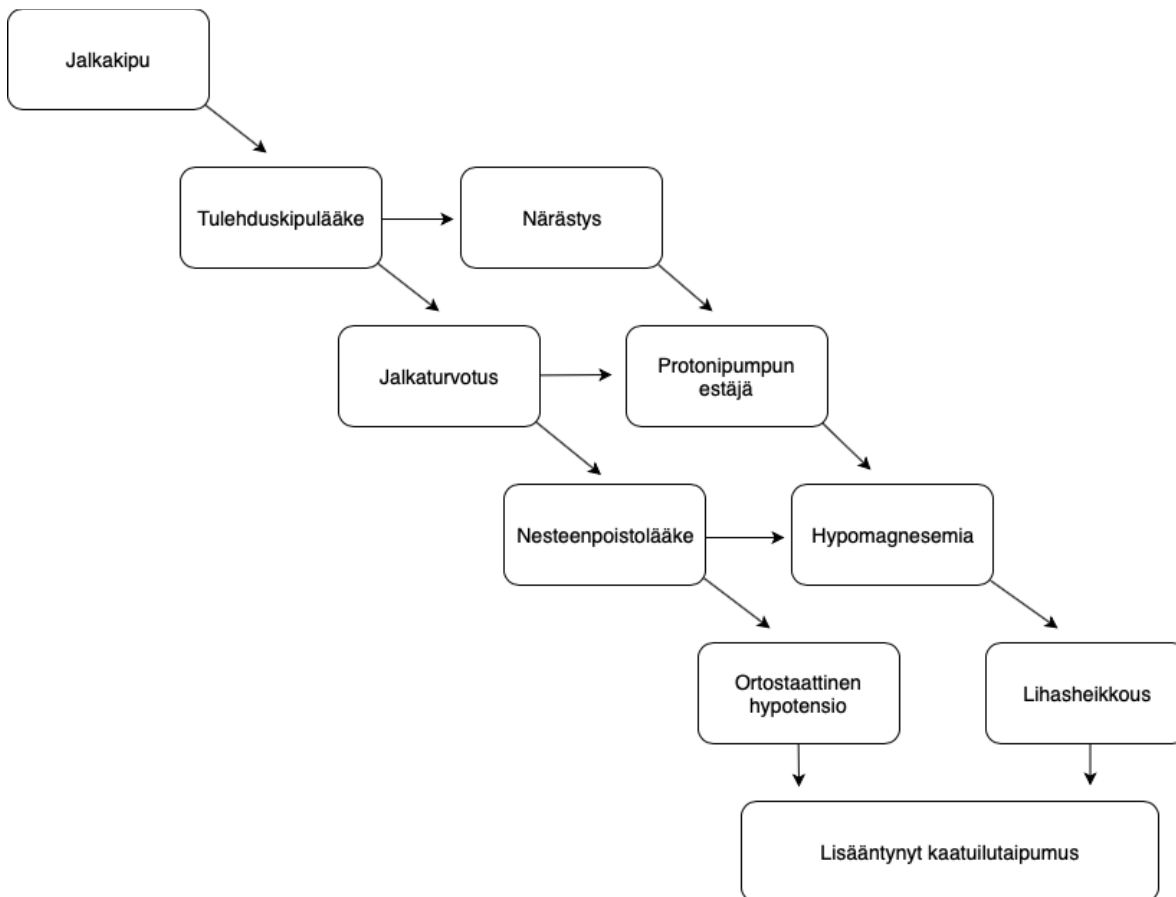 Jalkakipu
Tulehduskipulääke
Närästys
Jalkaturvotus
Protonipumpun
estäjä
Nesteenpoistolääke
Hypomagnesemia
Ortostaattinen
hypotensio
Lihasheikkous
Lisääntynyt kaatuilutaipumus